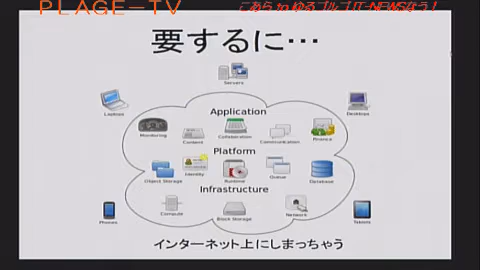 PLAGE-TV
要するに…
Servers
Laptops
Desktops
Application
Monitoring
Content
Collaboration
Communication
Finance
Platform
Object Storage
Identity
Runtime
Queue
Database
Infrastructure
Compute
Block Storage
Network
Phones
Tablets
インターネット上にしまっちゃう